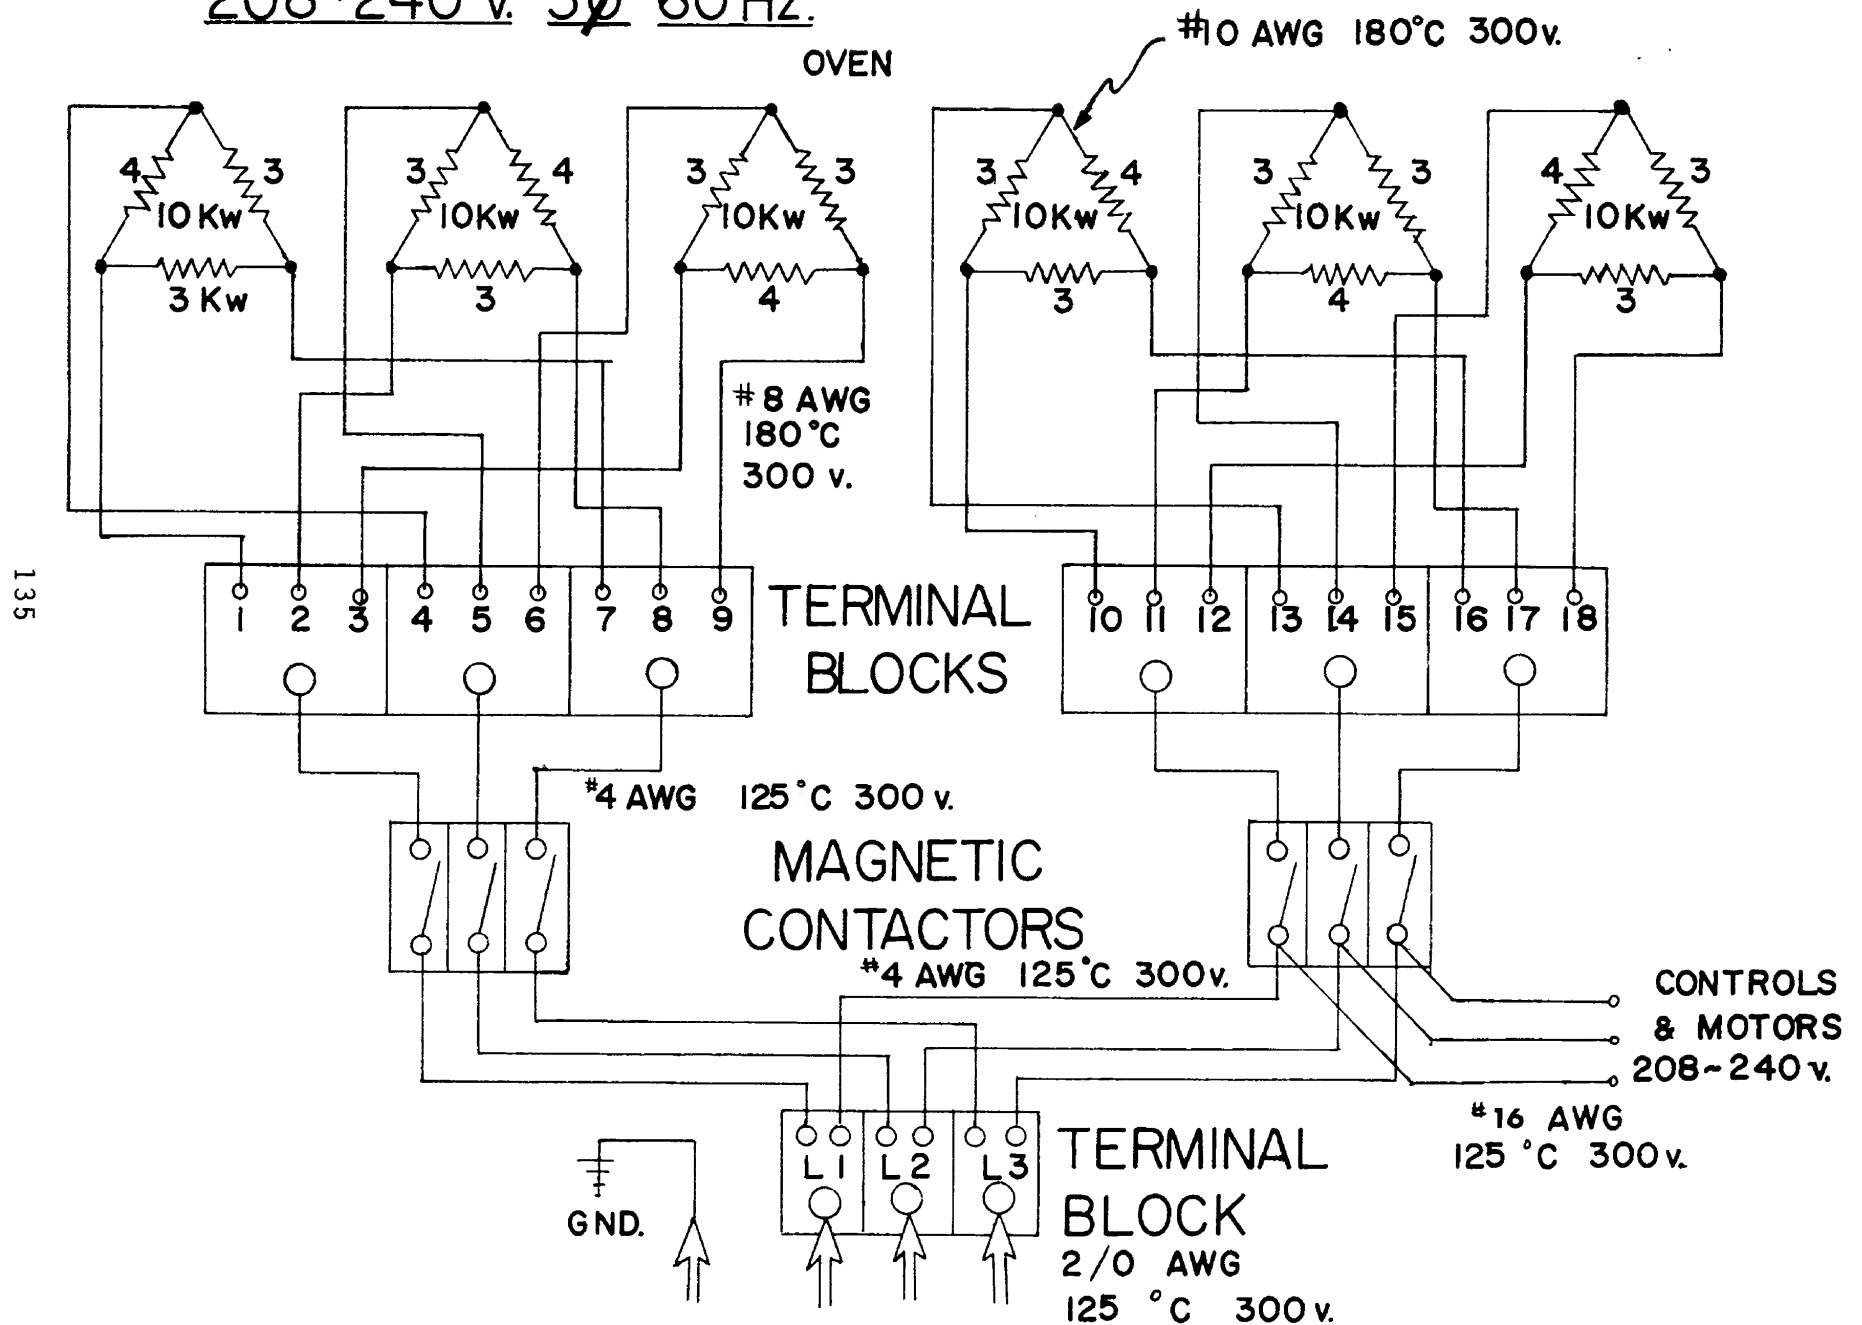 208~240 v. 3ø 60 Hz.
OVEN
#10 AWG 180°C 300v.
4 3 3 4 3 3 3 4 3 3 4 3
10Kw 10Kw 10Kw 10Kw 10Kw 10Kw
3 Kw 3 4 3 4 3
#8 AWG
180°C
300 v.
1 2 3 4 5 6 7 8 9
10 11 12 13 14 15 16 17 18
TERMINAL
BLOCKS
135
#4 AWG 125°C 300 v.
MAGNETIC
CONTACTORS
#4 AWG 125°C 300v.
CONTROLS
& MOTORS
208~240 v.
#16 AWG
125 °C 300 v.
L1 L2 L3
GND.
TERMINAL
BLOCK
2/0 AWG
125 °C 300 v.